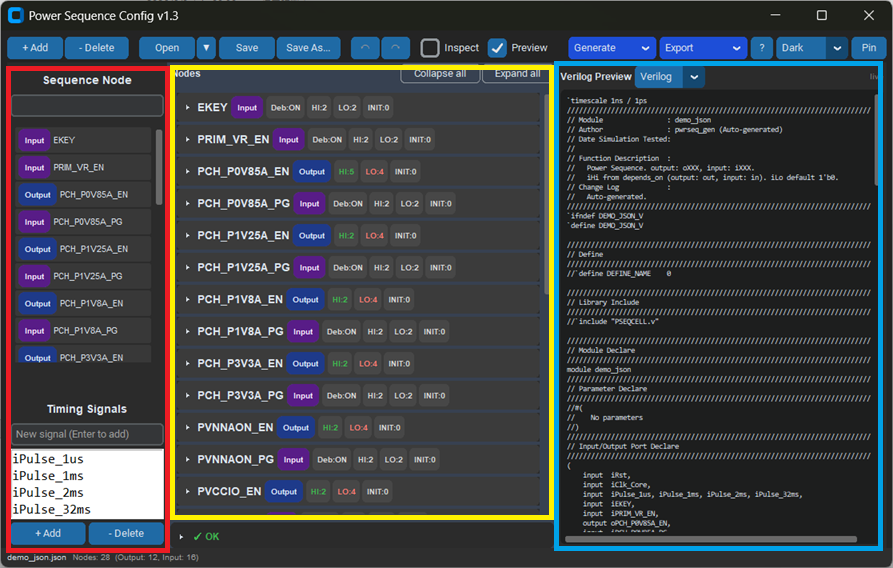 Power Sequence Config v1.3
+ Add
- Delete
Open
▼
Save
Save As...
Inspect
Preview
Generate
Export
?
Dark
Pin
Sequence Node
Input EKEY
Input PRIM_VR_EN
Output PCH_P0V85A_EN
Input PCH_P0V85A_PG
Output PCH_P1V25A_EN
Input PCH_P1V25A_PG
Output PCH_P1V8A_EN
Input PCH_P1V8A_PG
Output PCH_P3V3A_EN
Timing Signals
New signal (Enter to add)
iPulse_1us
iPulse_1ms
iPulse_2ms
iPulse_32ms
+ Add
- Delete
Nodes
Collapse all
Expand all
EKEY Input Deb:ON HI:2 LO:2 INIT:0
PRIM_VR_EN Input Deb:ON HI:2 LO:2 INIT:0
PCH_P0V85A_EN Output HI:5 LO:4 INIT:0
PCH_P0V85A_PG Input Deb:ON HI:2 LO:2 INIT:0
PCH_P1V25A_EN Output HI:2 LO:4 INIT:0
PCH_P1V25A_PG Input Deb:ON HI:2 LO:2 INIT:0
PCH_P1V8A_EN Output HI:2 LO:4 INIT:0
PCH_P1V8A_PG Input Deb:ON HI:2 LO:2 INIT:0
PCH_P3V3A_EN Output HI:2 LO:4 INIT:0
PCH_P3V3A_PG Input Deb:ON HI:2 LO:2 INIT:0
PVNNAON_EN Output HI:2 LO:4 INIT:0
PVNNAON_PG Input Deb:ON HI:2 LO:2 INIT:0
PVCCIO_EN Output HI:2 LO:4 INIT:0
✓ OK
Verilog Preview
Verilog
`timescale 1ns / 1ps
//////////////////////////////////////////////////////////////////////
// Module : demo_json
// Author : pwrseq_gen (Auto-generated)
// Date Simulation Tested:
//
// Function Description :
// Power Sequence. output: oXXX, input: iXXX.
// iHi from depends_on (output: out, input: in). iLo default 1'b0.
// Change Log :
// Auto-generated.
//////////////////////////////////////////////////////////////////////
`ifndef DEMO_JSON_V
`define DEMO_JSON_V
//////////////////////////////////////////////////////////////////////
// Define
//////////////////////////////////////////////////////////////////////
//`define DEFINE_NAME 0
//////////////////////////////////////////////////////////////////////
// Library Include
//////////////////////////////////////////////////////////////////////
//`include "PSEQCELL.v"
//////////////////////////////////////////////////////////////////////
// Module Declare
//////////////////////////////////////////////////////////////////////
module demo_json
//////////////////////////////////////////////////////////////////////
// Parameter Declare
//////////////////////////////////////////////////////////////////////
//#(
// No parameters
//)
//////////////////////////////////////////////////////////////////////
// Input/Output Port Declare
//////////////////////////////////////////////////////////////////////
(
input iRst,
input iClk_Core,
input iPulse_1us, iPulse_1ms, iPulse_2ms, iPulse_32ms,
input iEKEY,
input iPRIM_VR_EN,
output oPCH_P0V85A_EN,
input iPCH_P0V85A_PG,
demo_json.json Nodes: 28 (Output: 12, Input: 16)